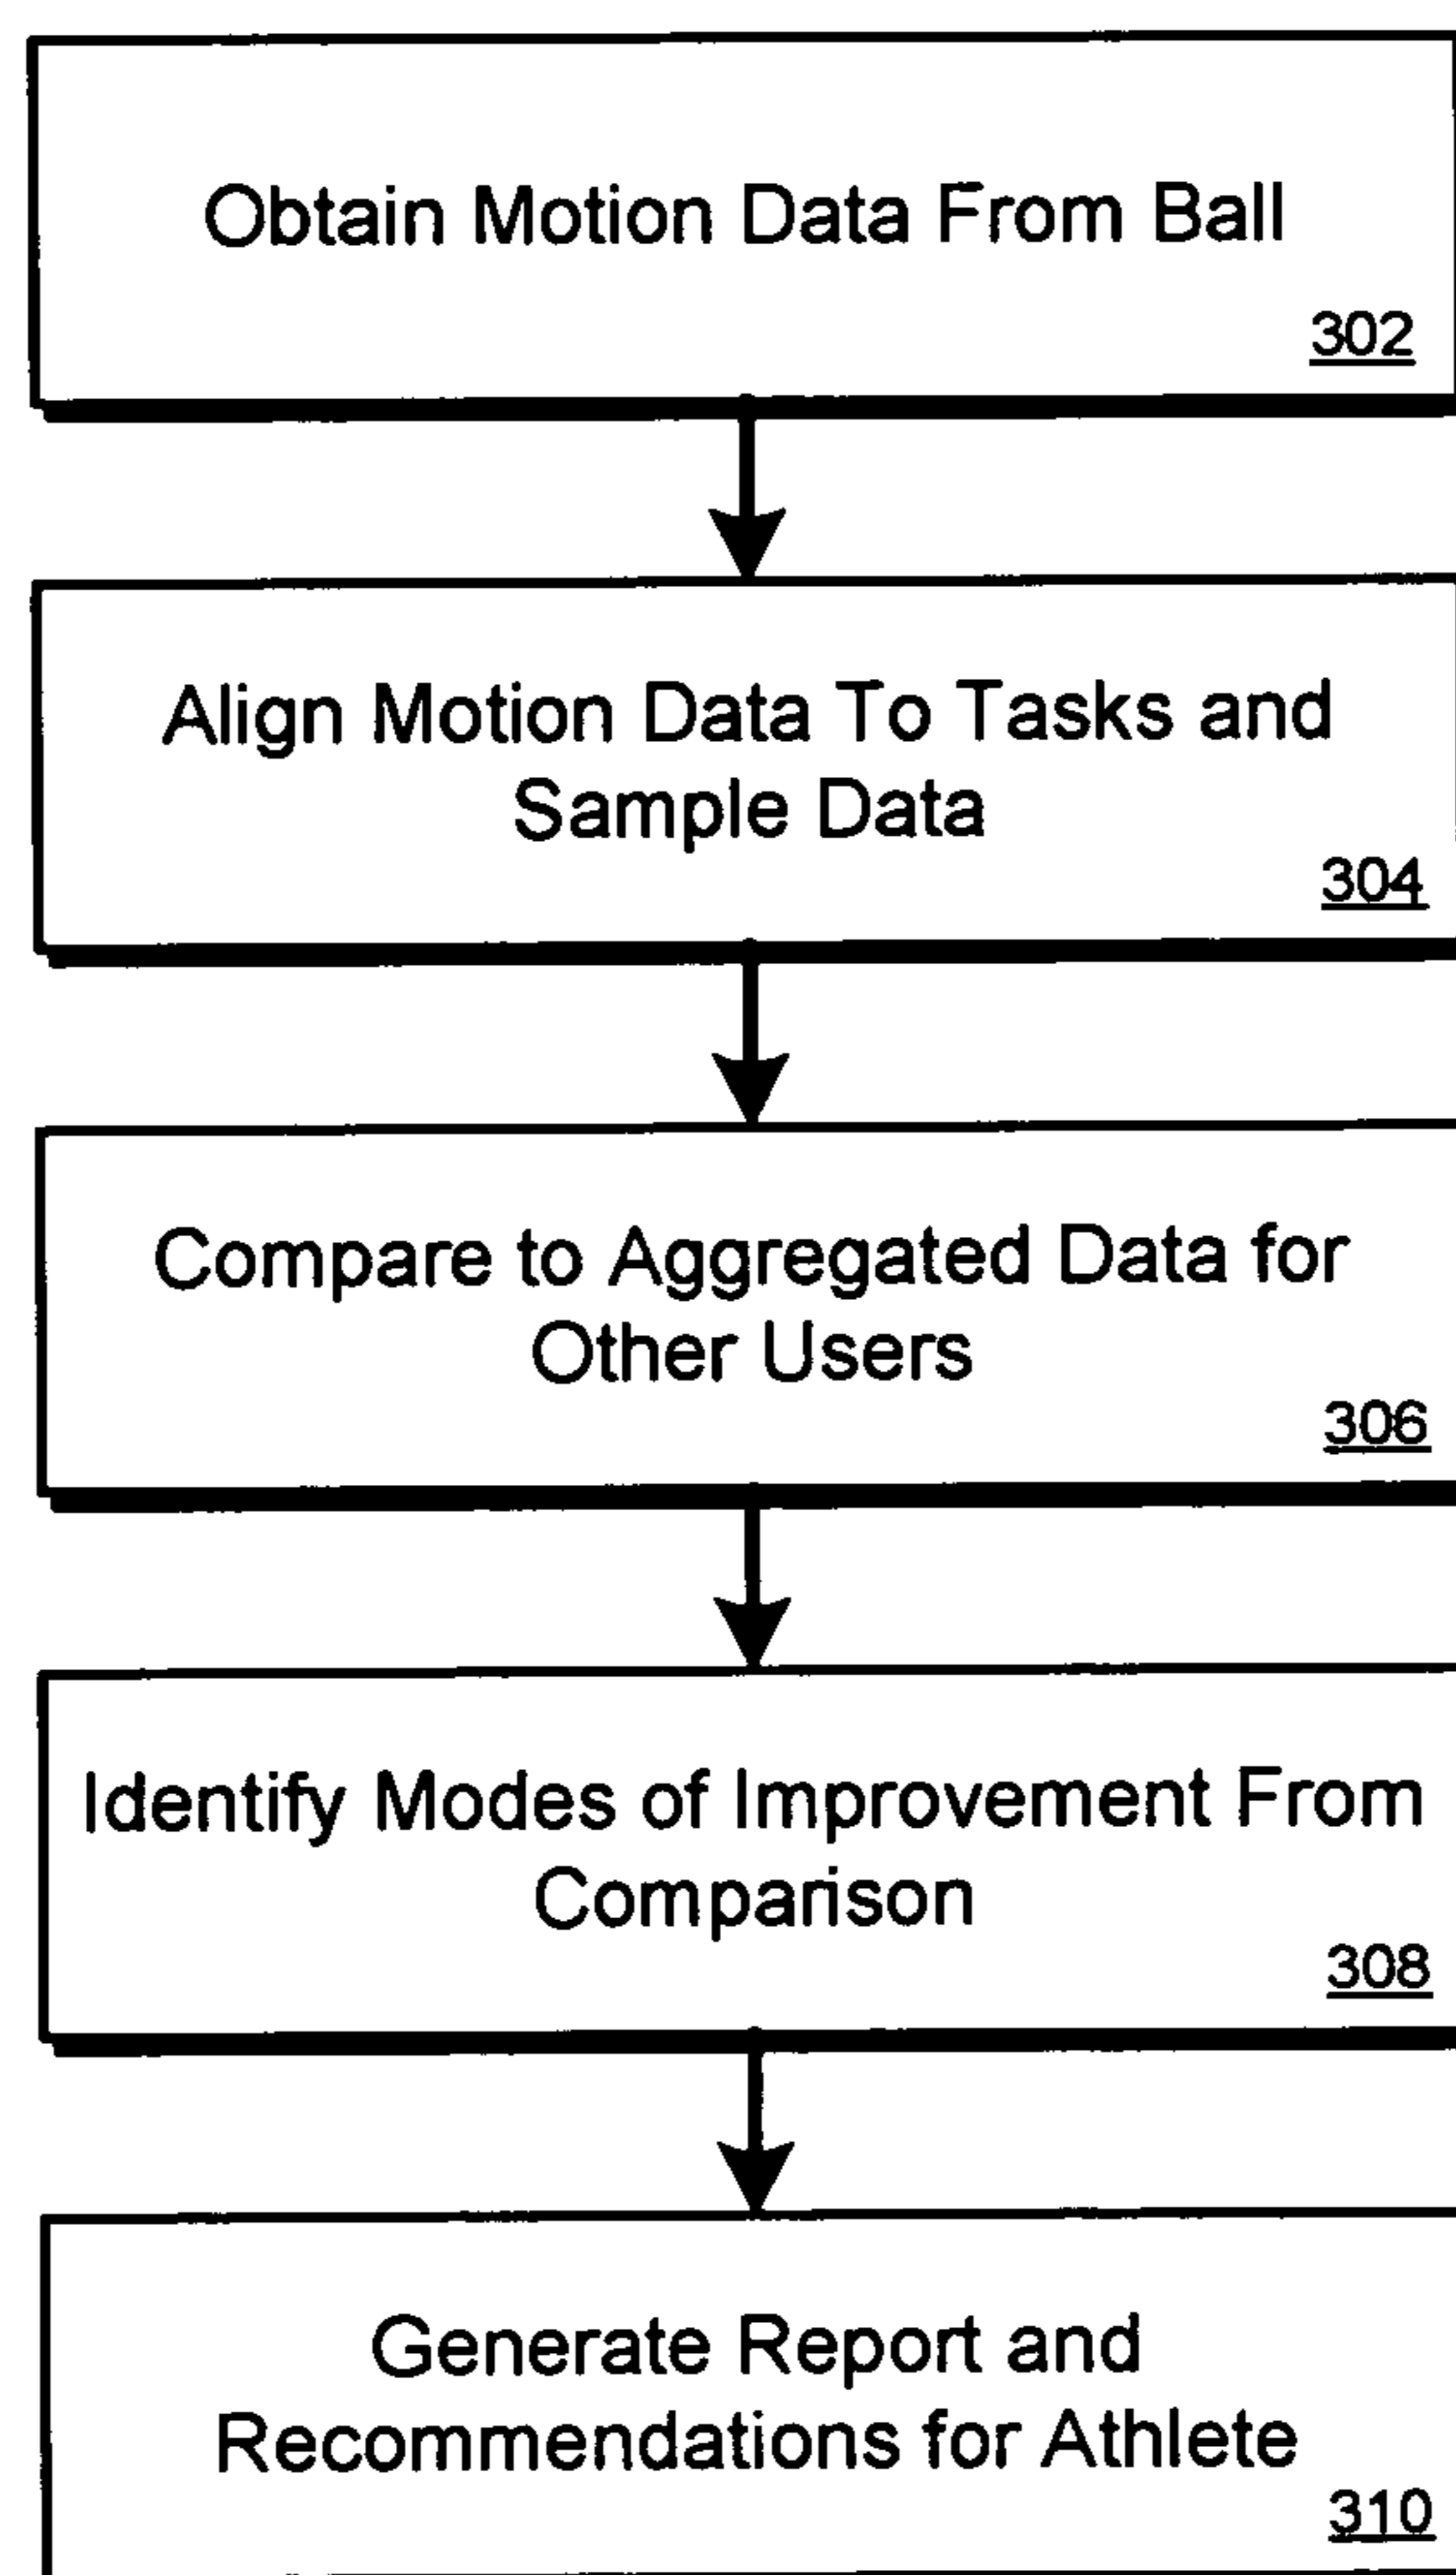 Obtain Motion Data From Ball
302
Align Motion Data To Tasks and
Sample Data
304
Compare to Aggregated Data for
Other Users
306
Identify Modes of Improvement From
Comparison
308
Generate Report and
Recommendations for Athlete
310